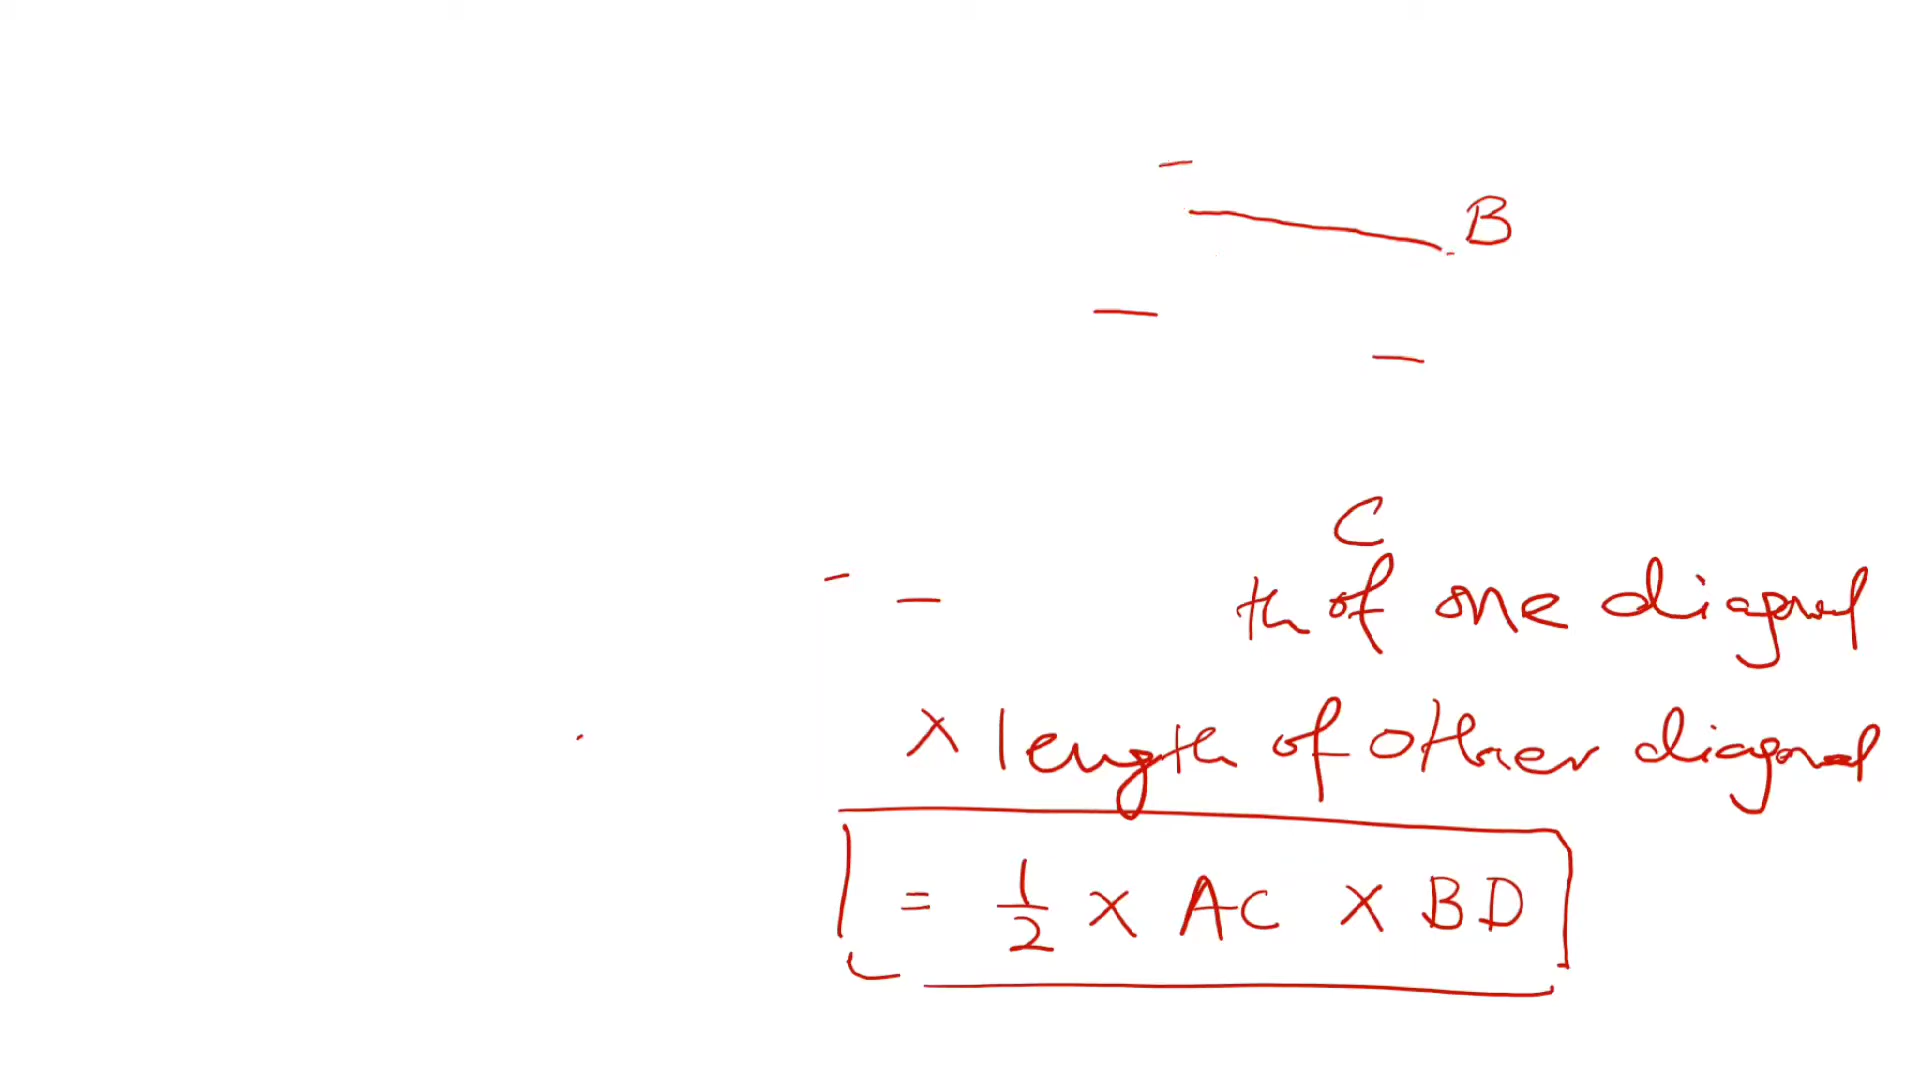 B
C
th of one diagonal
× length of other diagonal
= 1/2 × AC × BD